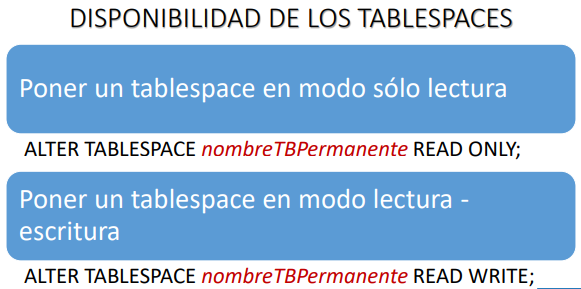 DISPONIBILIDAD DE LOS TABLESPACES
Poner un tablespace en modo sólo lectura
ALTER TABLESPACE nombreTBPermanente READ ONLY;
Poner un tablespace en modo lectura -
escritura
ALTER TABLESPACE nombreTBPermanente READ WRITE;